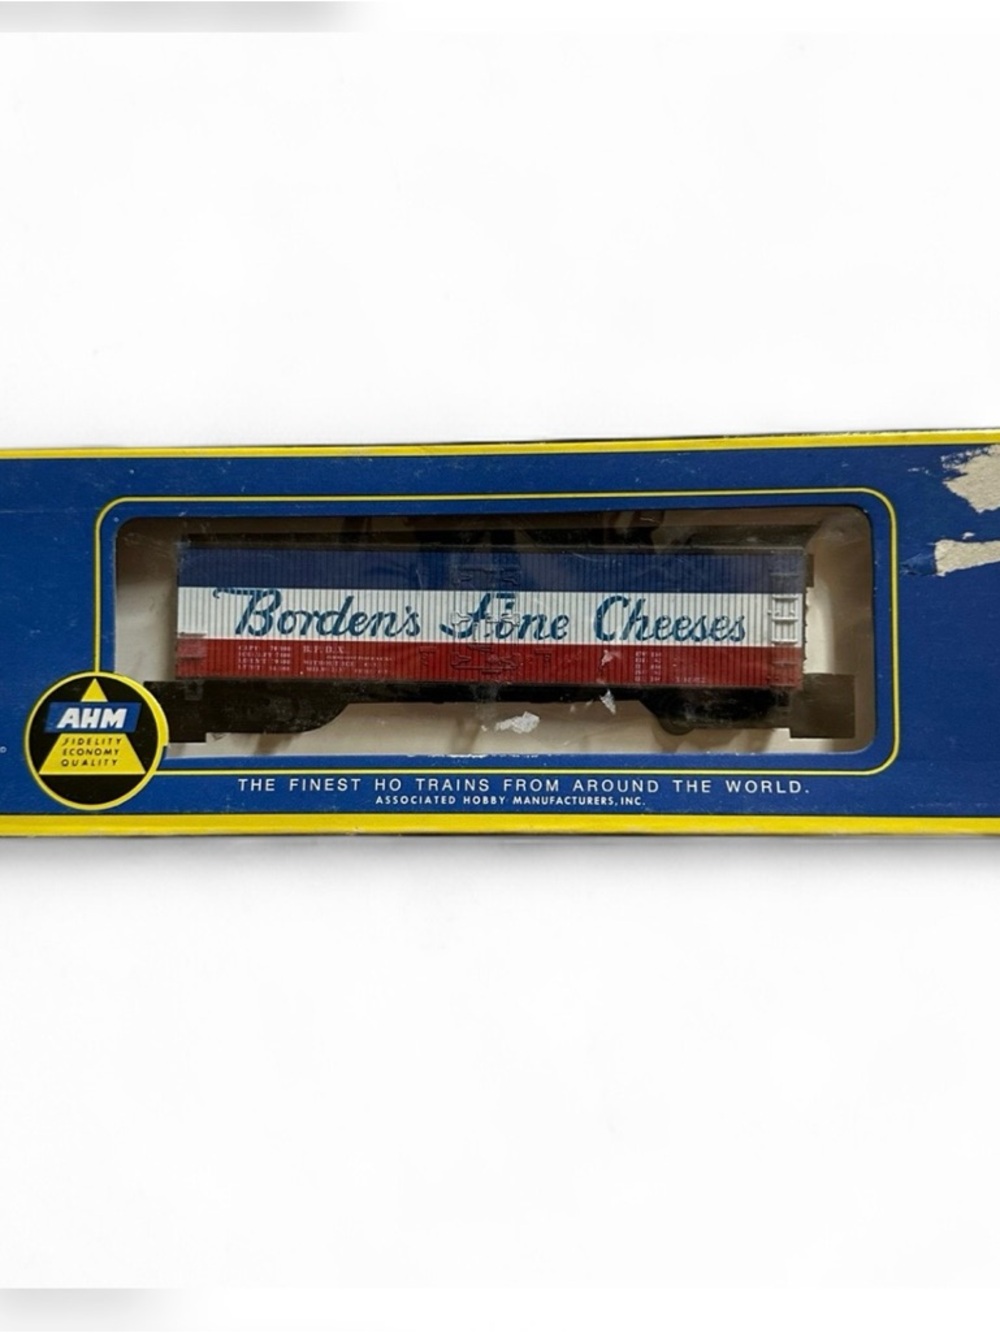 Borden's Fine Cheeses
B.F.D.X.
AHM
FIDELITY
ECONOMY
QUALITY
THE FINEST HO TRAINS FROM AROUND THE WORLD.
ASSOCIATED HOBBY MANUFACTURERS, INC.